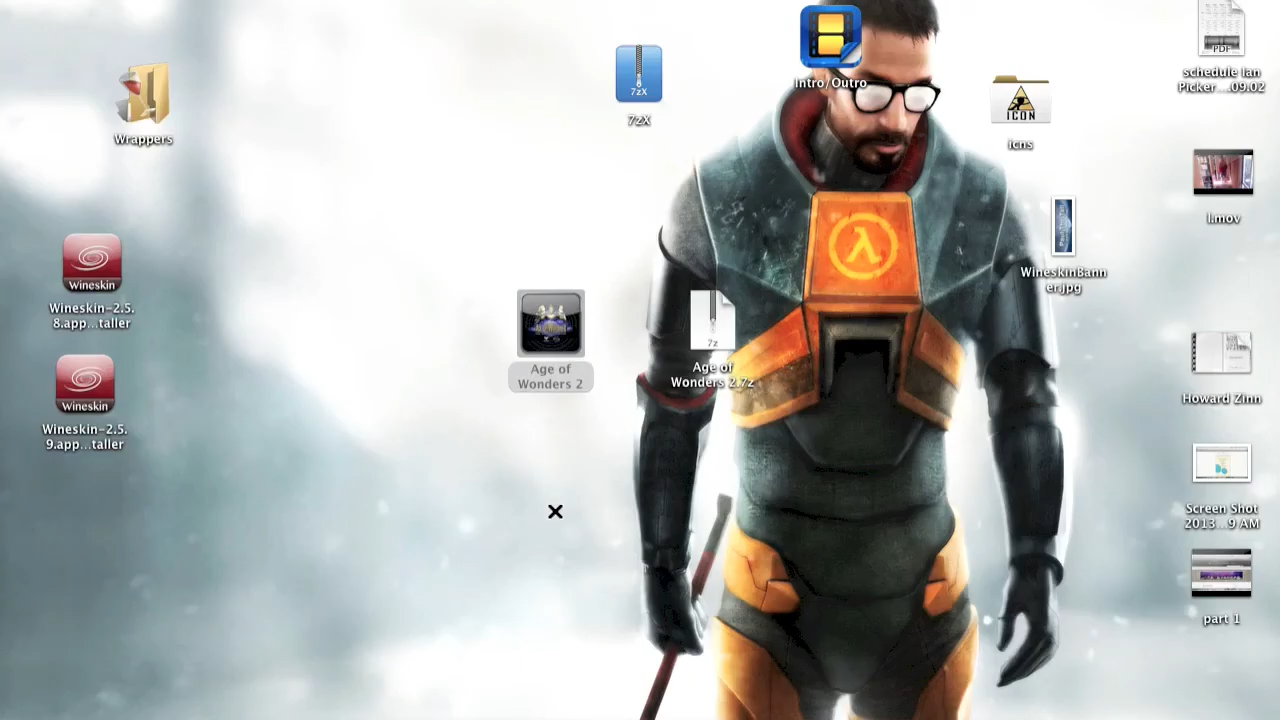 Wrappers
7zX
7zX
Intro/Outro
ICON
icns
PDF
schedule Ian
Picker ...09.02
l.mov
WineskinBann
er.jpg
Wineskin
Wineskin-2.5.
8.app...taller
Wineskin
Wineskin-2.5.
9.app...taller
Age of
Wonders 2
7z
Age of
Wonders 2.7z
Howard Zinn
Screen Shot
2013...9 AM
part 1